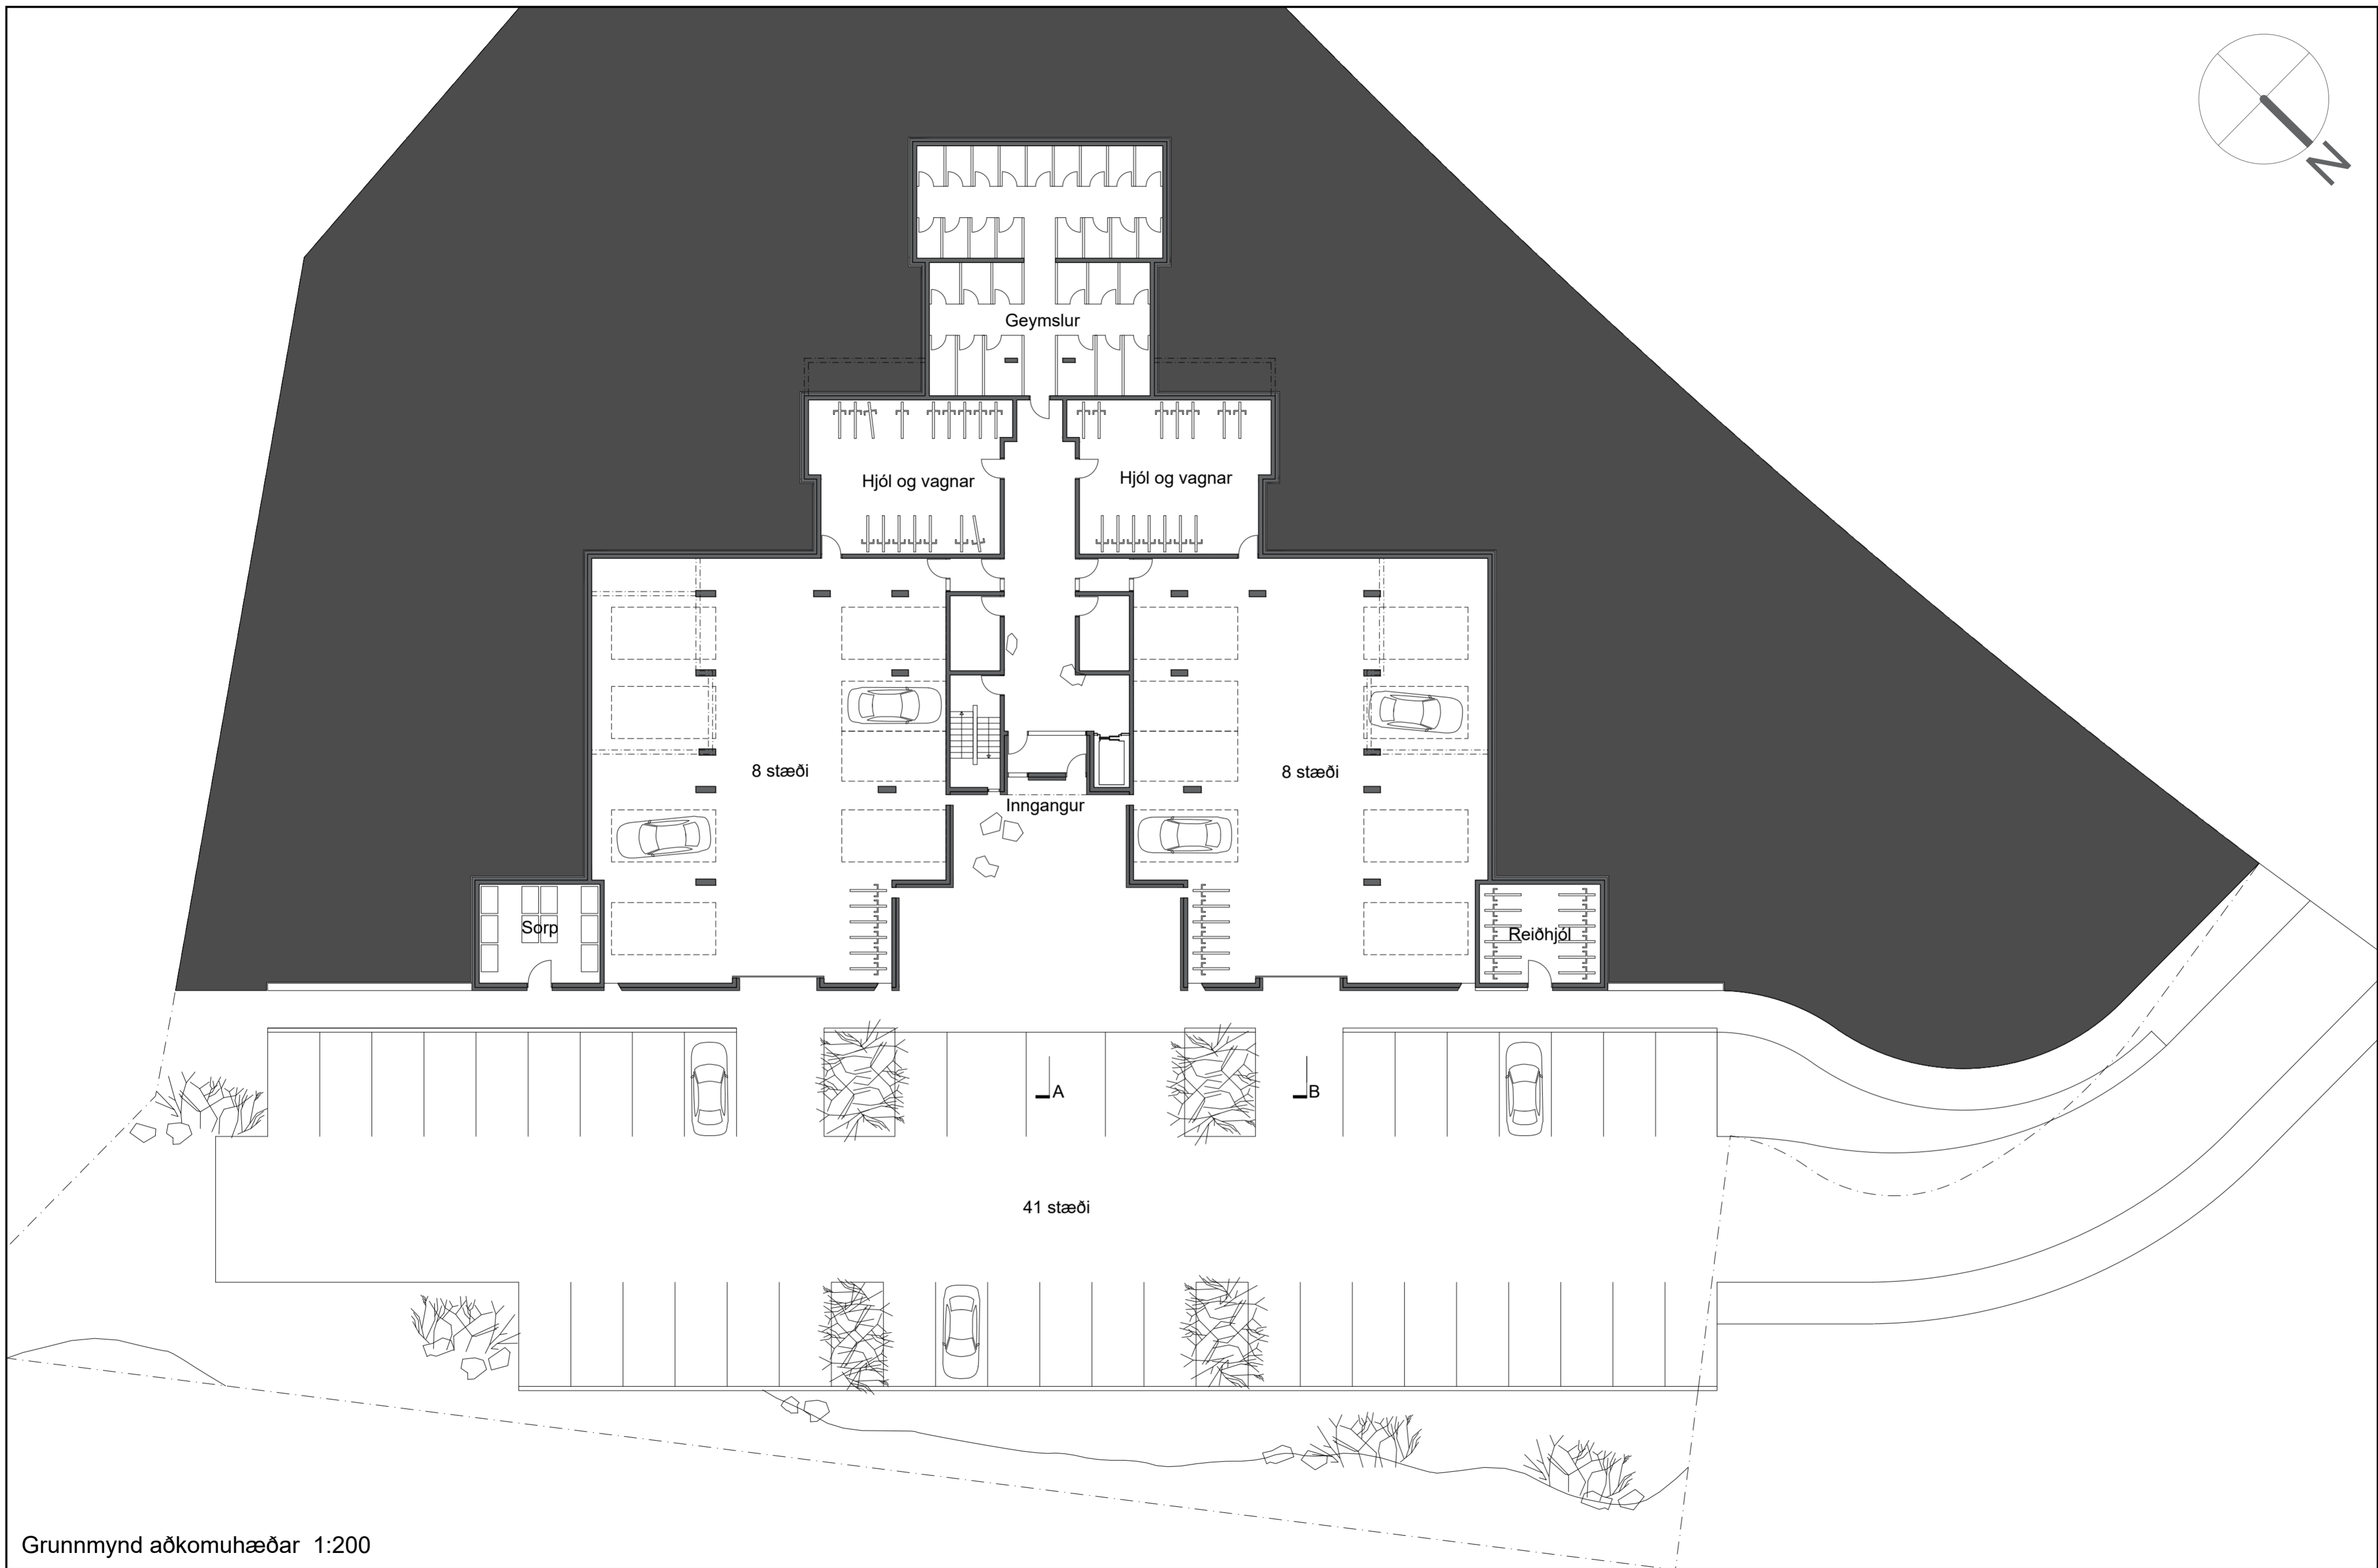 N
Geymslur
Hjól og vagnar
Hjól og vagnar
8 stæði
8 stæði
Inngangur
Sorp
Reiðhjól
A
B
41 stæði
Grunnmynd aðkomuhæðar 1:200